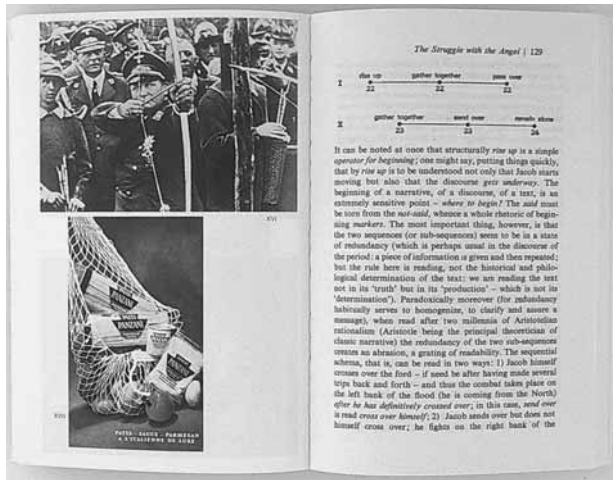 XVI
PATES
PANZANI
PANZANI
PANZANI
XVII
PATES - SAUCE - PARMESAN
A L'ITALIENNE DE LUXE
The Struggle with the Angel | 129
rise up gather together pass over
I
22 22 22
gather together send over remain alone
II
23 23 24
It can be noted at once that structurally rise up is a simple
operator for beginning; one might say, putting things quickly,
that by rise up is to be understood not only that Jacob starts
moving but also that the discourse gets underway. The
beginning of a narrative, of a discourse, of a text, is an
extremely sensitive point – where to begin? The said must
be torn from the not-said, whence a whole rhetoric of begin-
ning markers. The most important thing, however, is that
the two sequences (or sub-sequences) seem to be in a state
of redundancy (which is perhaps usual in the discourse of
the period: a piece of information is given and then repeated;
but the rule here is reading, not the historical and philo-
logical determination of the text: we are reading the text
not in its 'truth' but in its 'production' – which is not its
'determination'). Paradoxically moreover (for redundancy
habitually serves to homogenize, to clarify and assure a
message), when read after two millennia of Aristotelian
rationalism (Aristotle being the principal theoretician of
classic narrative) the redundancy of the two sub-sequences
creates an abrasion, a grating of readability. The sequential
schema, that is, can be read in two ways: 1) Jacob himself
crosses over the ford – if need be after having made several
trips back and forth – and thus the combat takes place on
the left bank of the flood (he is coming from the North)
after he has definitively crossed over; in this case, send over
is read cross over himself; 2) Jacob sends over but does not
himself cross over; he fights on the right bank of the